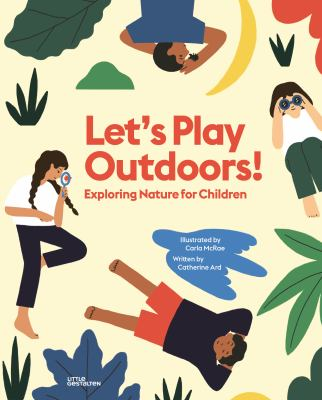 Let's Play
Outdoors!
Exploring Nature for Children
Illustrated by
Carla McRae
Written by
Catherine Ard
LITTLE
GESTALTEN